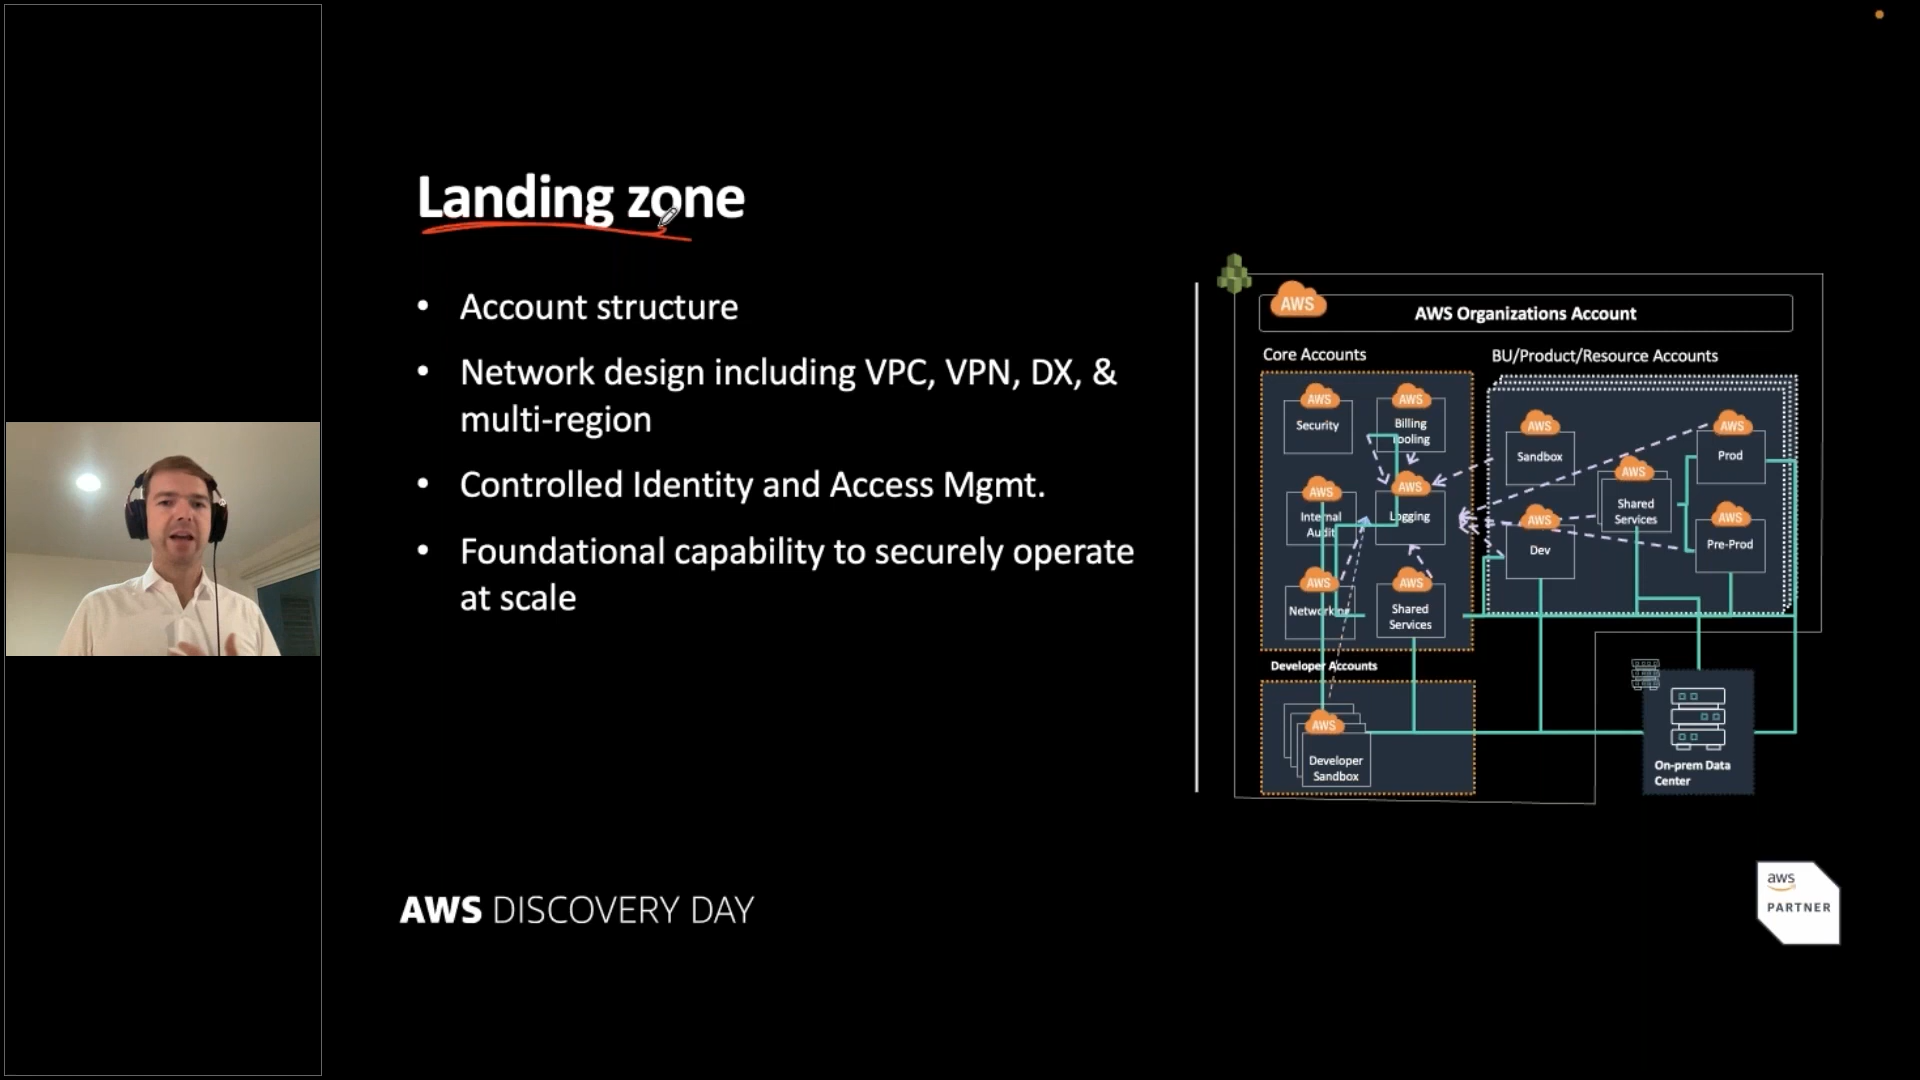 Landing zone
• Account structure
• Network design including VPC, VPN, DX, &
multi-region
• Controlled Identity and Access Mgmt.
• Foundational capability to securely operate
at scale
AWS
AWS Organizations Account
Core Accounts
BU/Product/Resource Accounts
AWS
Security
AWS
Billing
Tooling
AWS
Internal
Audit
AWS
Logging
AWS
Networking
AWS
Shared
Services
AWS
Sandbox
AWS
Dev
AWS
Shared
Services
AWS
Prod
AWS
Pre-Prod
Developer Accounts
AWS
Developer
Sandbox
On-prem Data
Center
AWS DISCOVERY DAY
aws
PARTNER